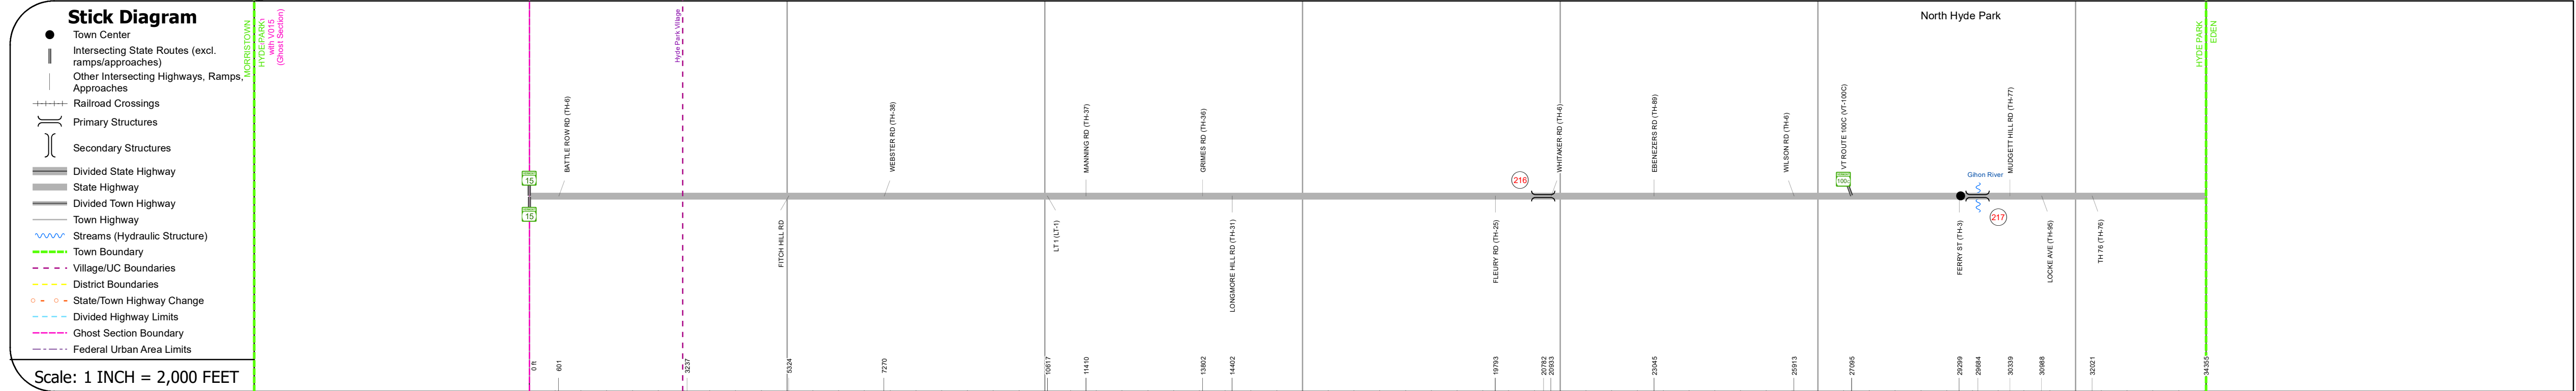 Stick Diagram
Town Center
Intersecting State Routes (excl.
ramps/approaches)
Other Intersecting Highways, Ramps,
Approaches
Railroad Crossings
Primary Structures
Secondary Structures
Divided State Highway
State Highway
Divided Town Highway
Town Highway
Streams (Hydraulic Structure)
Town Boundary
Village/UC Boundaries
District Boundaries
State/Town Highway Change
Divided Highway Limits
Ghost Section Boundary
Federal Urban Area Limits
Scale: 1 INCH = 2,000 FEET
MORRISTOWN
HYDE PARK
with V015
(Ghost Section)
Hyde Park Village
North Hyde Park
HYDE PARK
EDEN
15
15
BATTLE ROW RD (TH-6)
FITCH HILL RD
WEBSTER RD (TH-38)
LT 1 (LT-1)
MANNING RD (TH-37)
GRIMES RD (TH-35)
LONGMORE HILL RD (TH-31)
FLEURY RD (TH-25)
216
WHITAKER RD (TH-6)
EBENEZERS RD (TH-89)
WILSON RD (TH-6)
VT ROUTE 100C (VT-100C)
100C
FERRY ST (TH-3)
Gihon River
217
MUDGETT HILL RD (TH-77)
LOCKE AVE (TH-95)
TH 76 (TH-76)
0 ft
601
3237
5324
7270
10617
11410
13802
14402
19793
20782
20933
23045
25913
27095
29299
29684
30339
30988
32021
34355